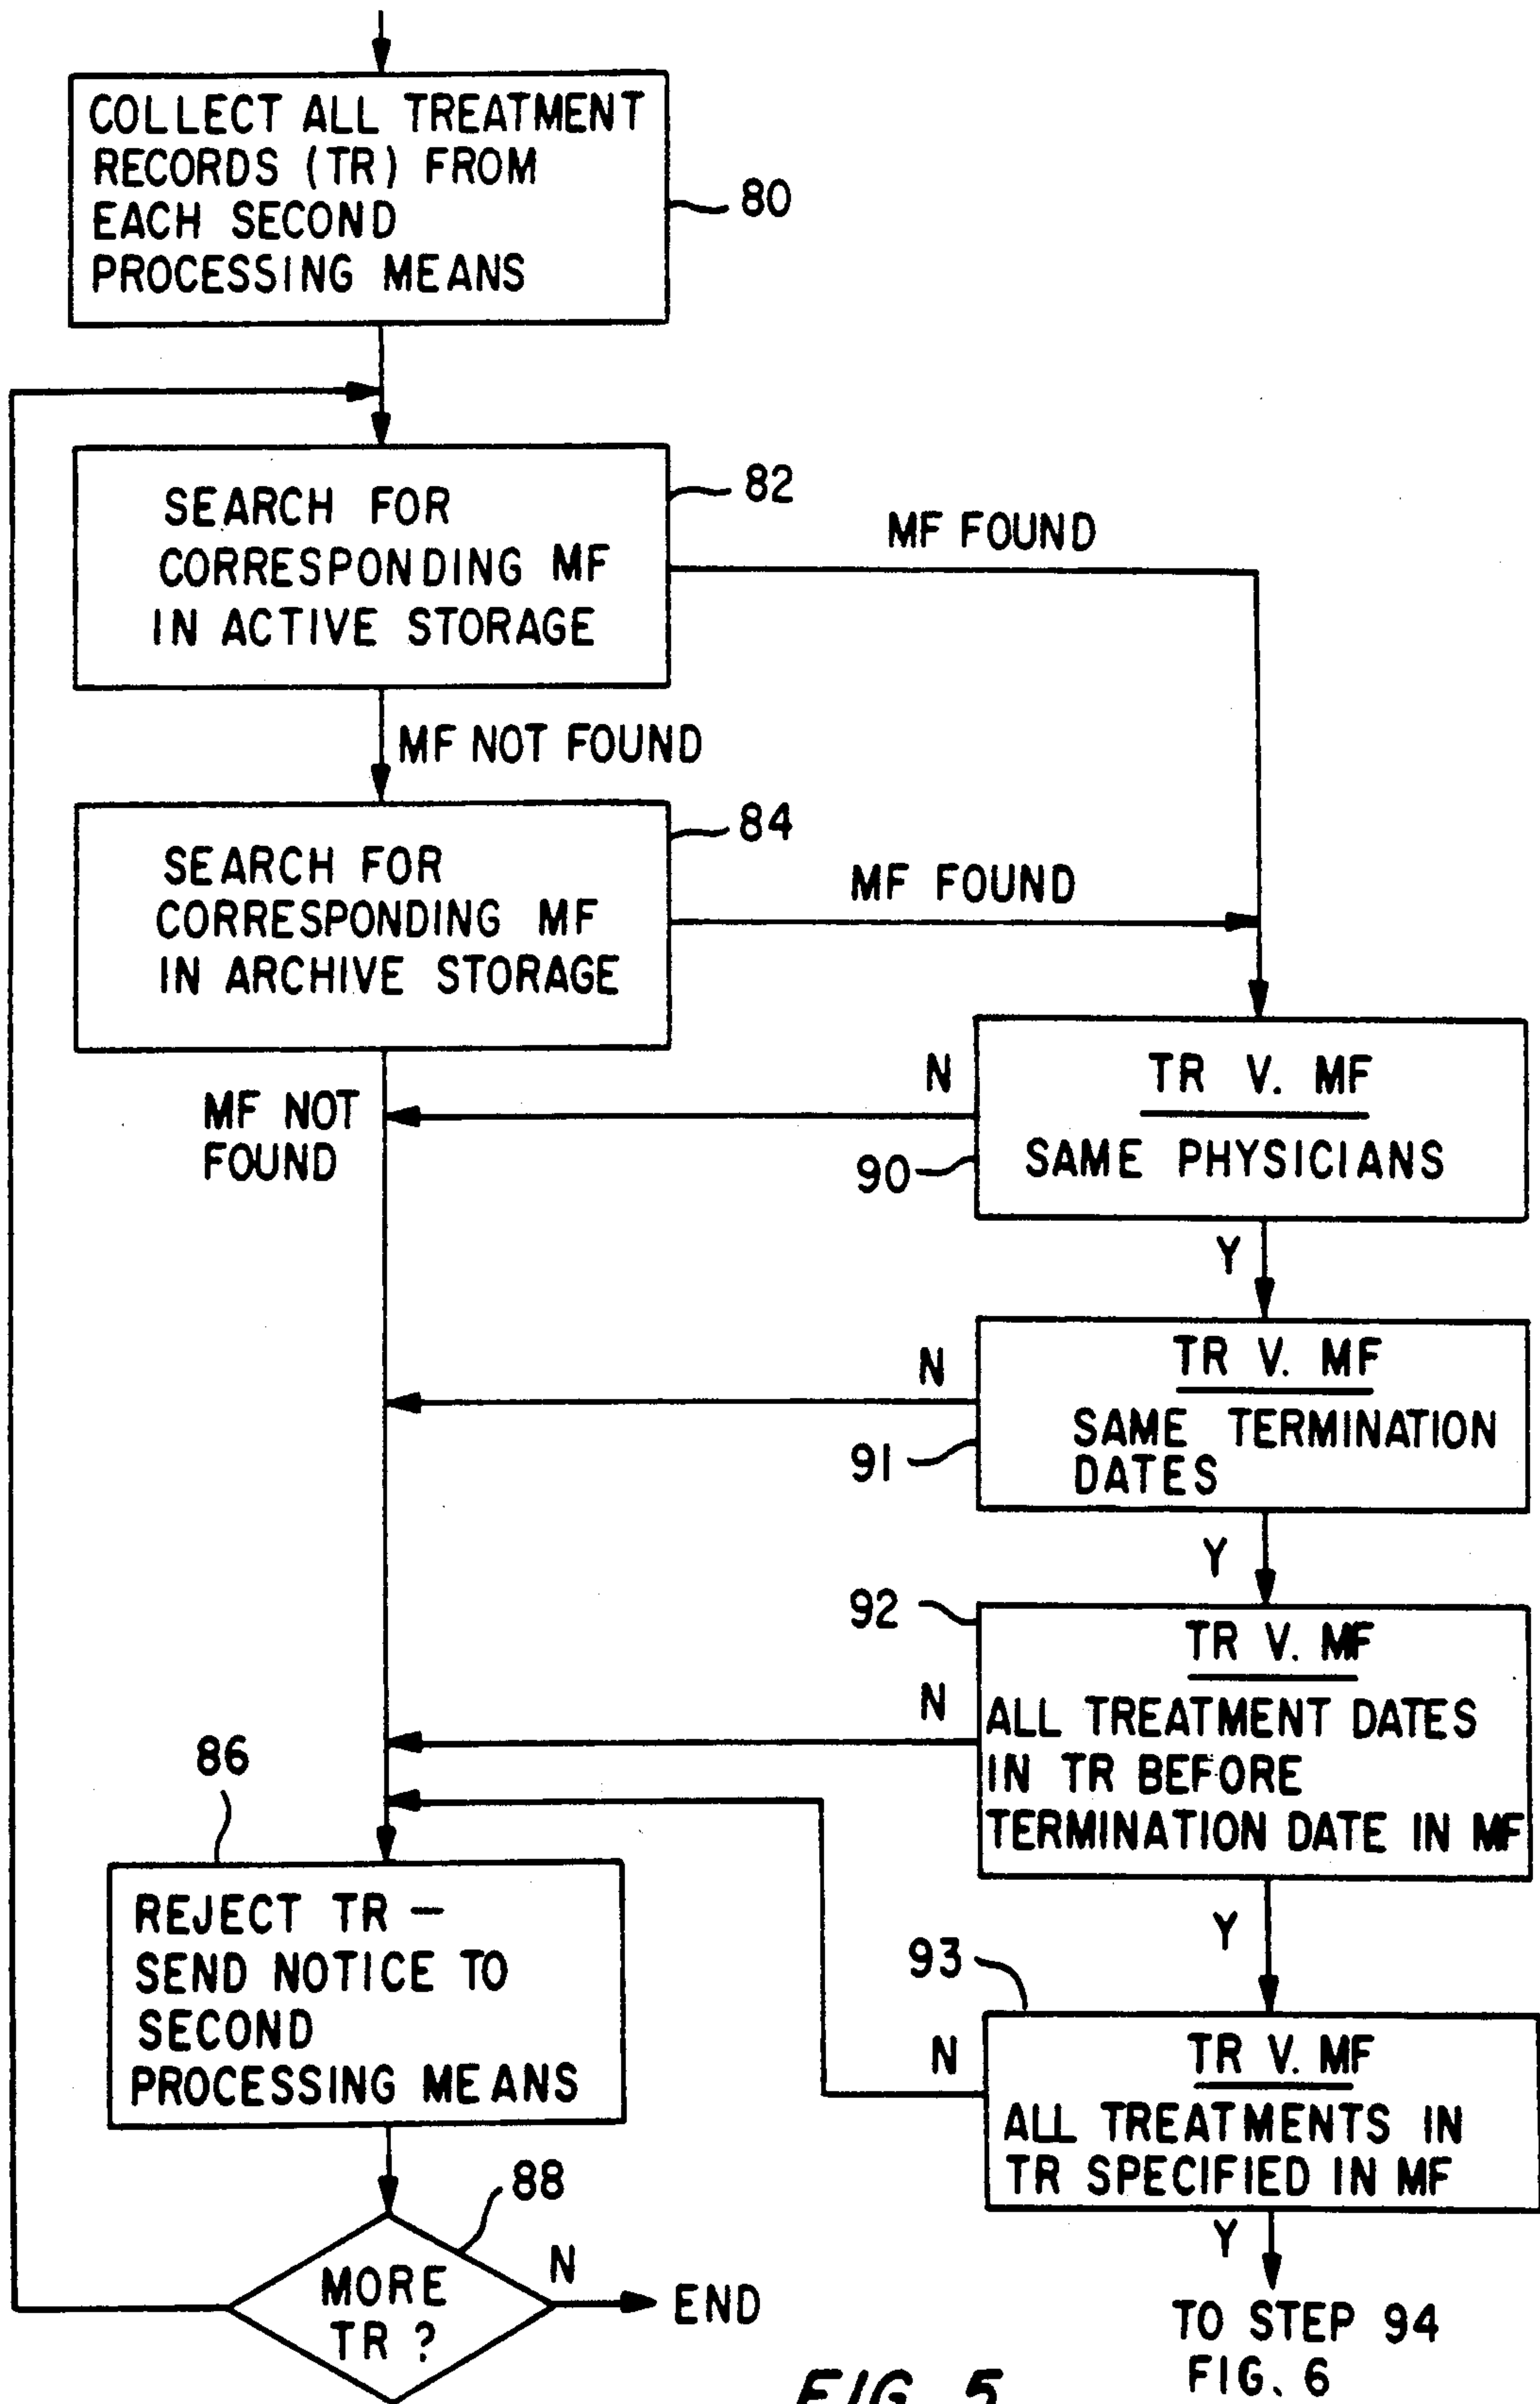 COLLECT ALL TREATMENT
RECORDS (TR) FROM
EACH SECOND
PROCESSING MEANS
80
SEARCH FOR
CORRESPONDING MF
IN ACTIVE STORAGE
82
MF FOUND
MF NOT FOUND
SEARCH FOR
CORRESPONDING MF
IN ARCHIVE STORAGE
84
MF FOUND
MF NOT
FOUND
N
TR V. MF
SAME PHYSICIANS
90
Y
N
TR V. MF
SAME TERMINATION
DATES
91
Y
92
N
TR V. MF
ALL TREATMENT DATES
IN TR BEFORE
TERMINATION DATE IN MF
Y
86
REJECT TR –
SEND NOTICE TO
SECOND
PROCESSING MEANS
93
N
TR V. MF
ALL TREATMENTS IN
TR SPECIFIED IN MF
Y
TO STEP 94
FIG. 6
88
MORE
TR ?
N
END
FIG. 5